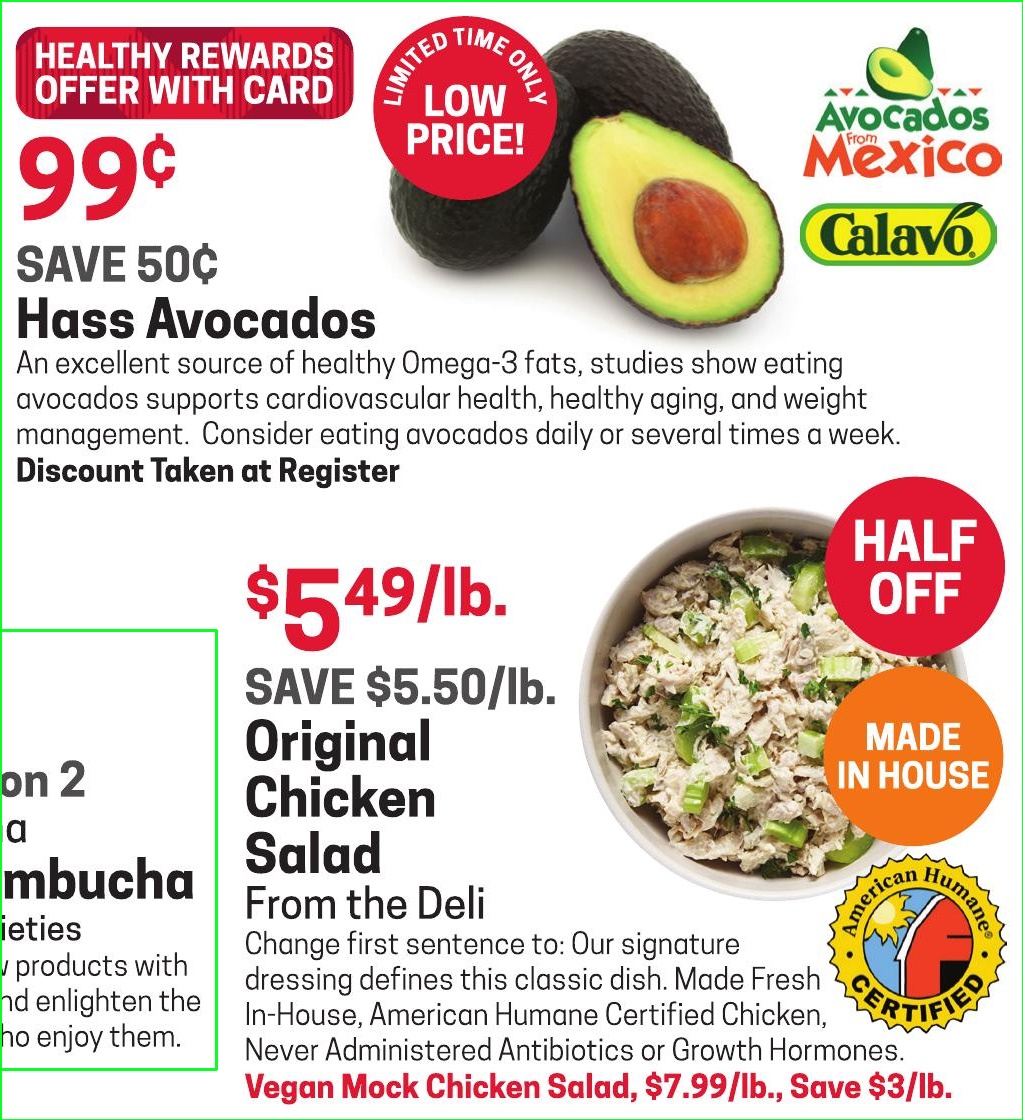 HEALTHY REWARDS
OFFER WITH CARD
99¢
SAVE 50¢
Hass Avocados
An excellent source of healthy Omega-3 fats, studies show eating
avocados supports cardiovascular health, healthy aging, and weight
management.  Consider eating avocados daily or several times a week.
Discount Taken at Register
LIMITED TIME ONLY
LOW
PRICE!
Avocados
From
Mexico
Calavo®
HALF
OFF
MADE
IN HOUSE
$5 49/lb.
SAVE $5.50/lb.
Original
Chicken
Salad
From the Deli
Change first sentence to: Our signature
dressing defines this classic dish. Made Fresh
In-House, American Humane Certified Chicken,
Never Administered Antibiotics or Growth Hormones.
Vegan Mock Chicken Salad, $7.99/lb., Save $3/lb.
American Humane®
CERTIFIED
on 2
a
mbucha
ieties
products with
nd enlighten the
ho enjoy them.